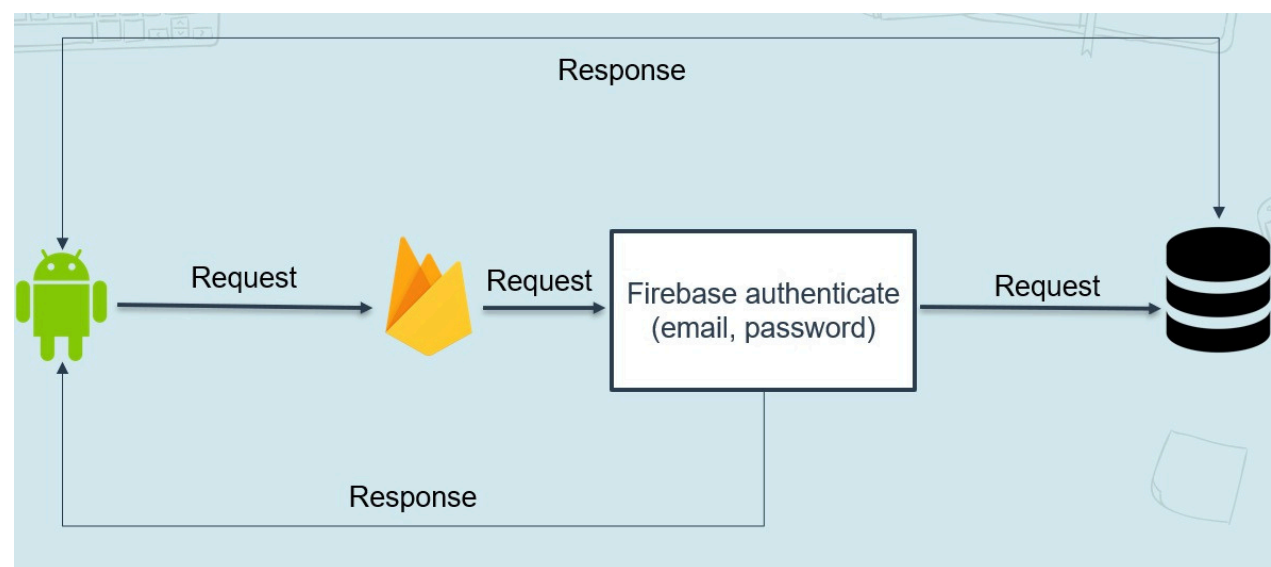 Response
Request
Request
Firebase authenticate
(email, password)
Request
Response